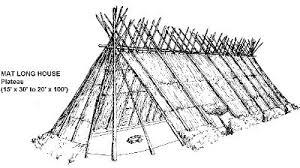 MAT LONG HOUSE
Plateau
(15' x 30' to 20' x 100')